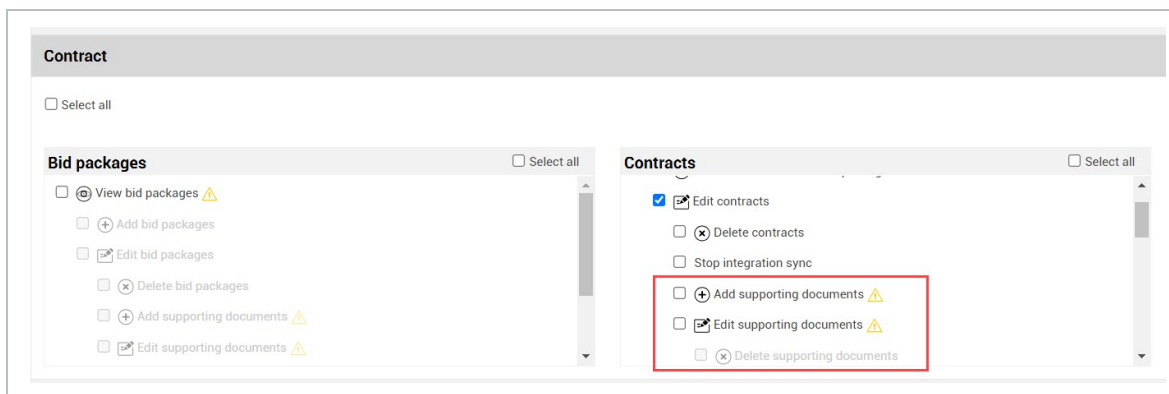 Contract
Select all
Bid packages
Select all
View bid packages
Add bid packages
Edit bid packages
Delete bid packages
Add supporting documents
Edit supporting documents
Contracts
Select all
Edit contracts
Delete contracts
Stop integration sync
Add supporting documents
Edit supporting documents
Delete supporting documents